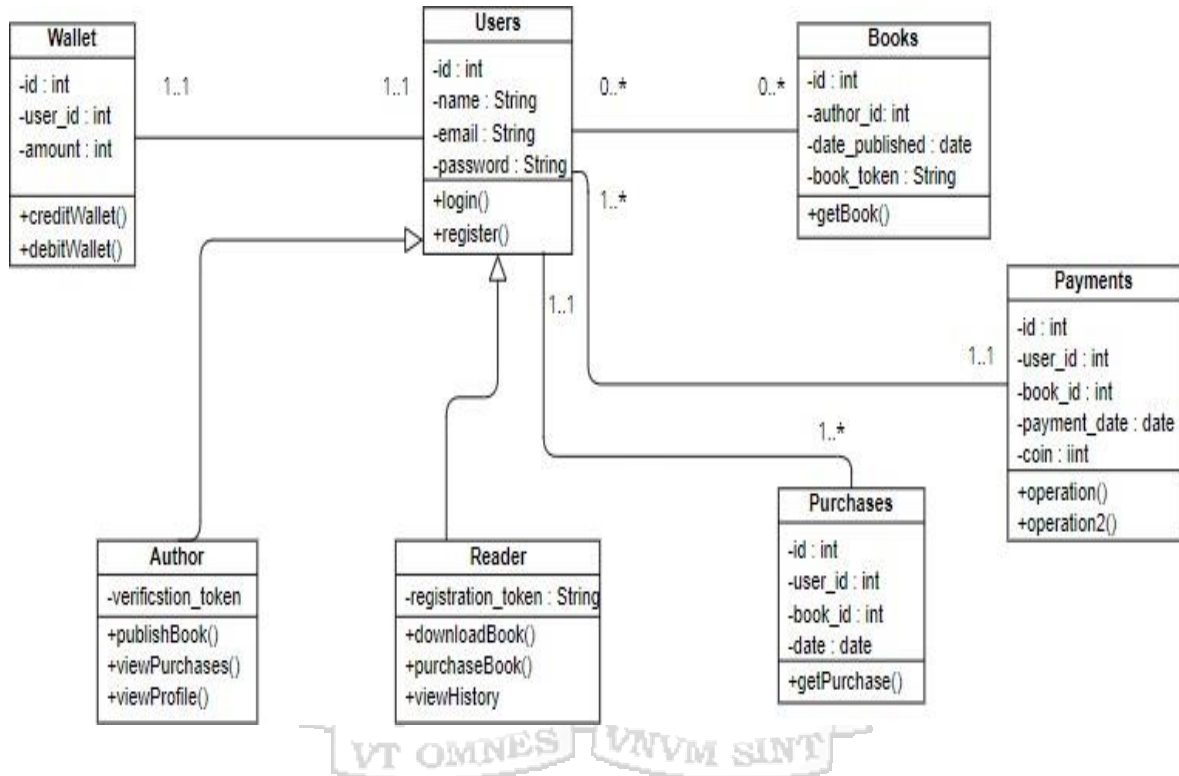 Wallet
-id : int
-user_id : int
-amount : int
+creditWallet()
+debitWallet()
1..1
1..1
Users
-id : int
-name : String
-email : String
-password : String
+login()
+register()
0..*
0..*
Books
-id : int
-author_id: int
-date_published : date
-book_token : String
+getBook()
1..*
1..1
Payments
-id : int
-user_id : int
-book_id : int
-payment_date : date
-coin : iint
+operation()
+operation2()
1..1
1..*
Purchases
-id : int
-user_id : int
-book_id : int
-date : date
+getPurchase()
Author
-verificstion_token
+publishBook()
+viewPurchases()
+viewProfile()
Reader
-registration_token : String
+downloadBook()
+purchaseBook()
+viewHistory
VT OMNES VNVM SINT